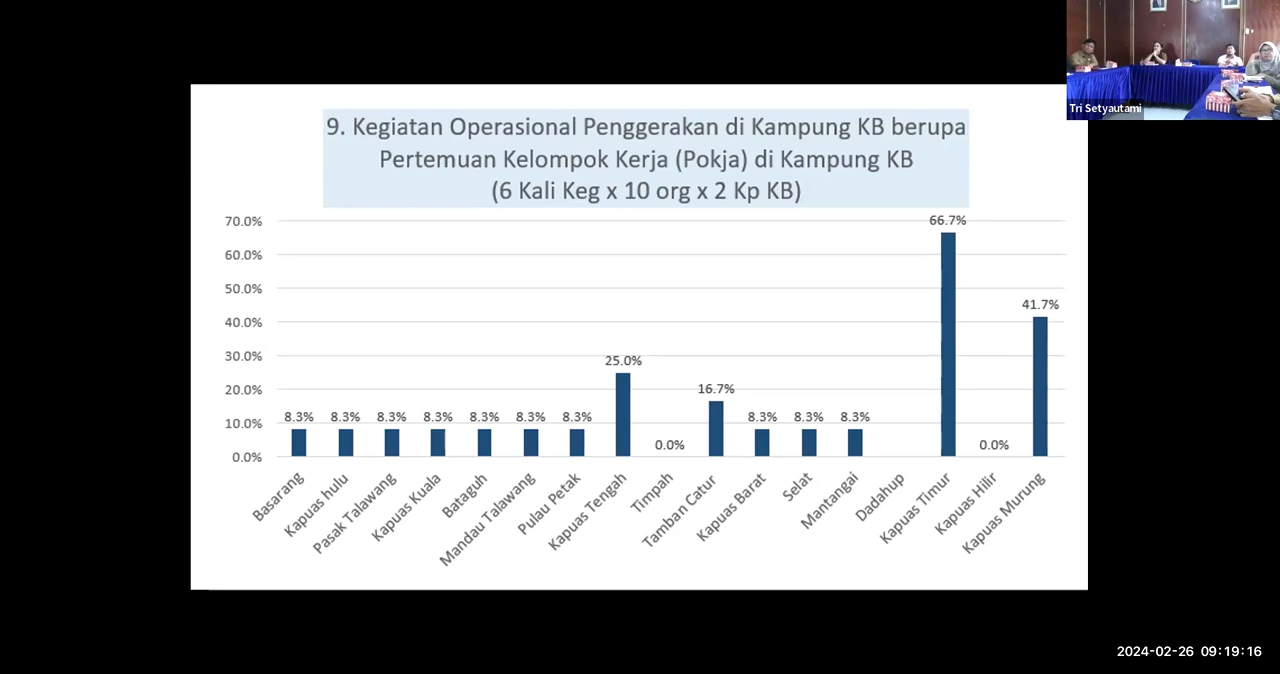 Tri Setyautami
9. Kegiatan Operasional Penggerakan di Kampung KB berupa
Pertemuan Kelompok Kerja (Pokja) di Kampung KB
(6 Kali Keg x 10 org x 2 Kp KB)
70.0%
60.0%
50.0%
40.0%
30.0%
20.0%
10.0%
0.0%
8.3%
8.3%
8.3%
8.3%
8.3%
8.3%
8.3%
25.0%
0.0%
16.7%
8.3%
8.3%
8.3%
66.7%
0.0%
41.7%
Basarang
Kapuas hulu
Pasak Talawang
Kapuas Kuala
Bataguh
Mandau Talawang
Pulau Petak
Kapuas Tengah
Timpah
Tamban Catur
Kapuas Barat
Selat
Mantangai
Dadahup
Kapuas Timur
Kapuas Hilir
Kapuas Murung
2024-02-26 09:19:16